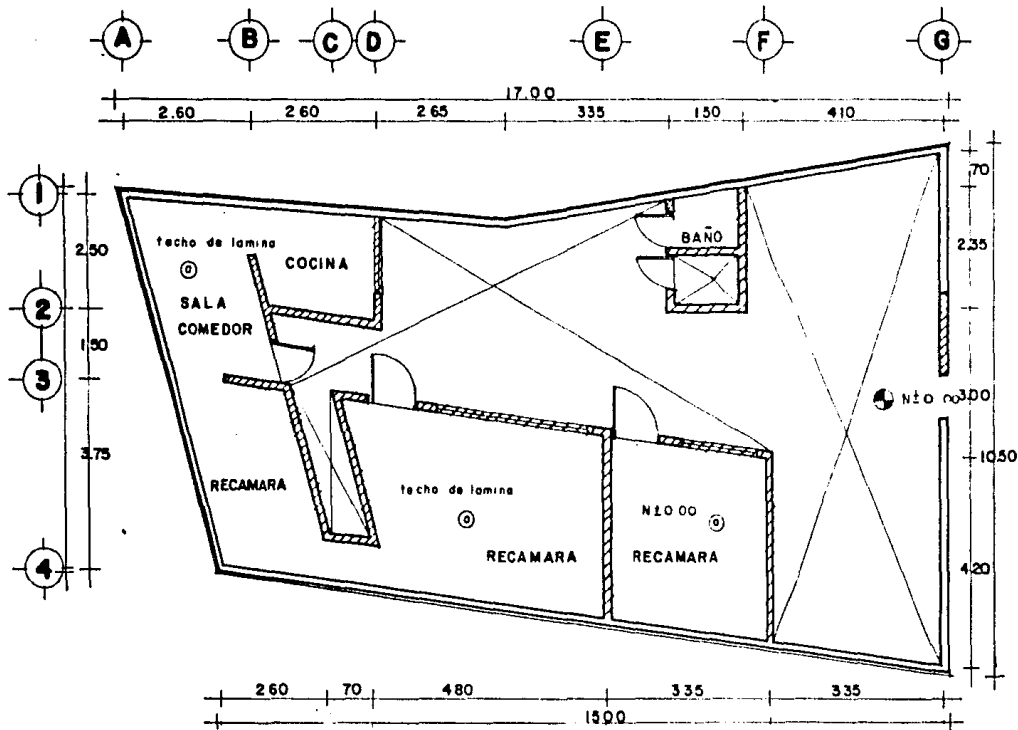 A B C D E F G
17.00
2.60 2 60 2 65 335 150 410
1
2
3
4
2.50
1.50
3.75
70
2.35
3.00
10.50
4.20
techo de lamina
a
SALA
COMEDOR
COCINA
BAÑO
N±0.00
RECAMARA
techo de lamina
a
RECAMARA
N±0.00
a
RECAMARA
260 70 480 335 335
1500